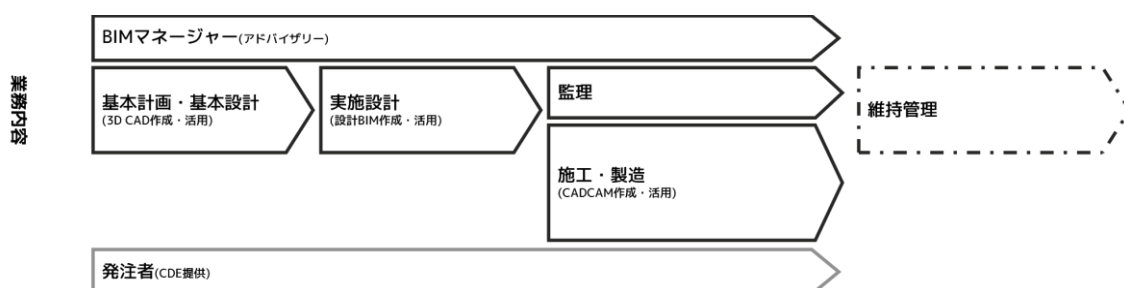 BIMマネージャー(アドバイザリー)
業務内容
基本計画・基本設計
(3D CAD作成・活用)
実施設計
(設計BIM作成・活用)
監理
維持管理
施工・製造
(CADCAM作成・活用)
発注者(CDE提供)